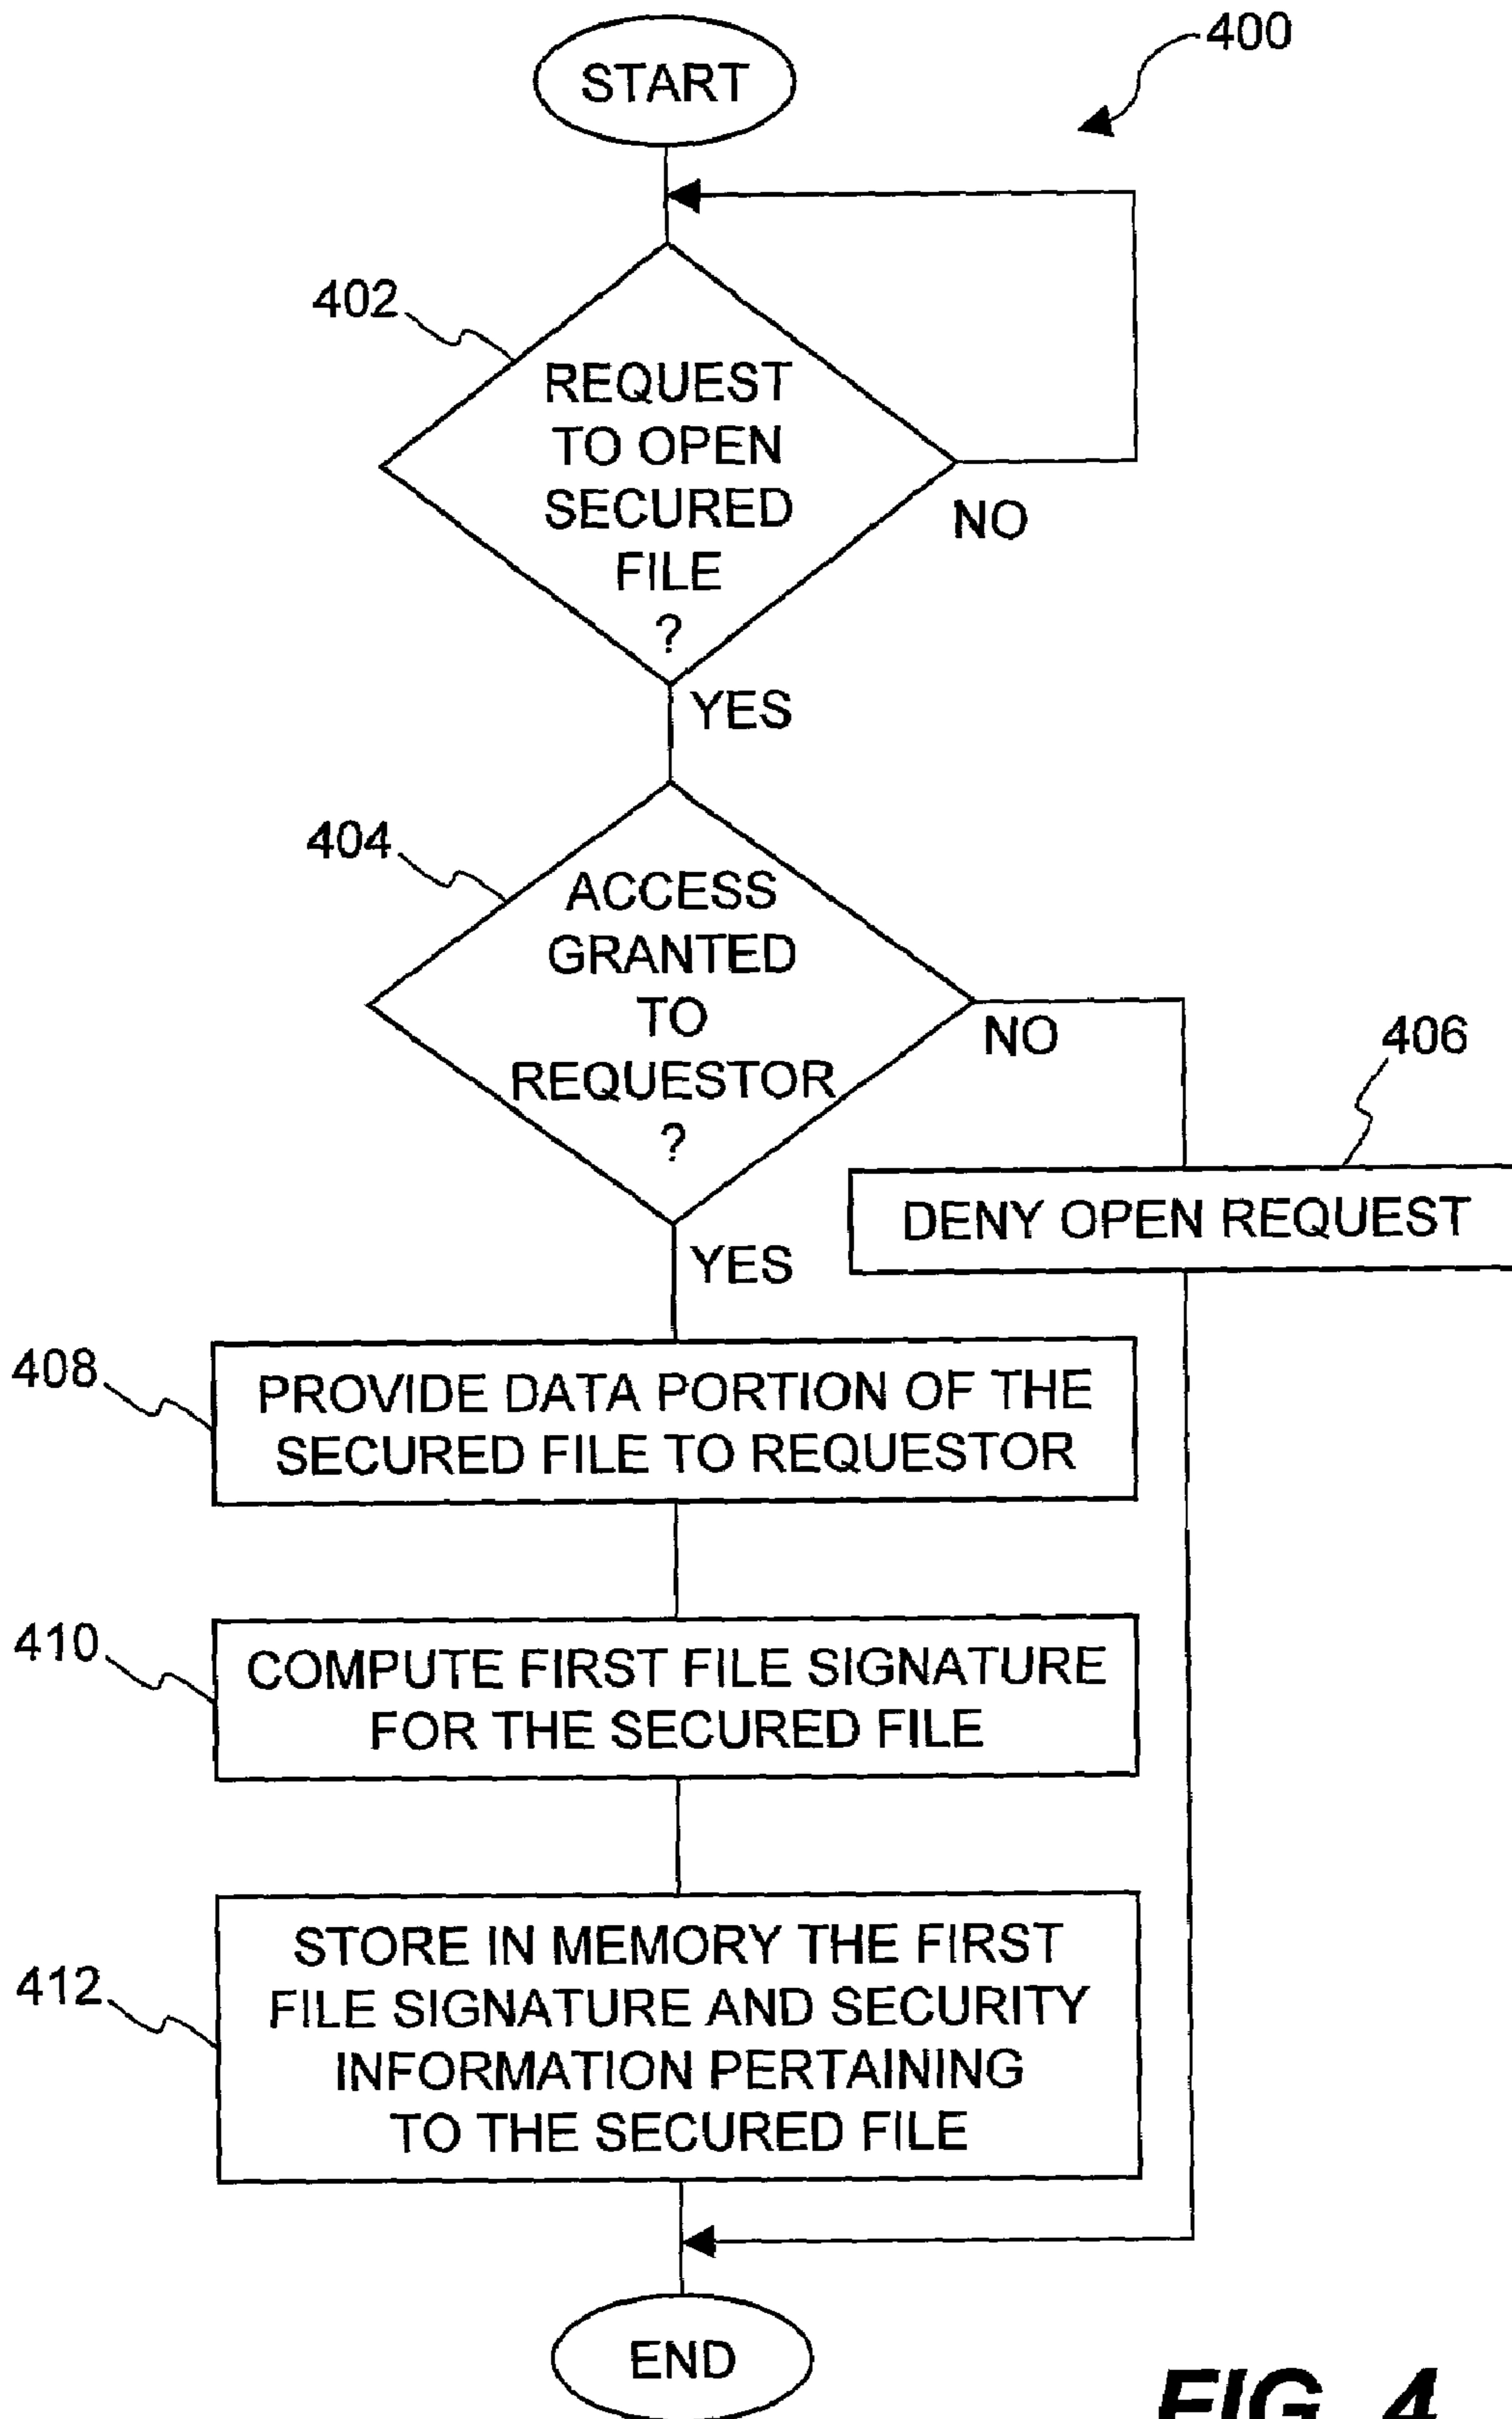 START
400
402
REQUEST
TO OPEN
SECURED
FILE
?
NO
YES
404
ACCESS
GRANTED
TO
REQUESTOR
?
NO
406
DENY OPEN REQUEST
YES
408
PROVIDE DATA PORTION OF THE
SECURED FILE TO REQUESTOR
410
COMPUTE FIRST FILE SIGNATURE
FOR THE SECURED FILE
412
STORE IN MEMORY THE FIRST
FILE SIGNATURE AND SECURITY
INFORMATION PERTAINING
TO THE SECURED FILE
END
FIG. 4